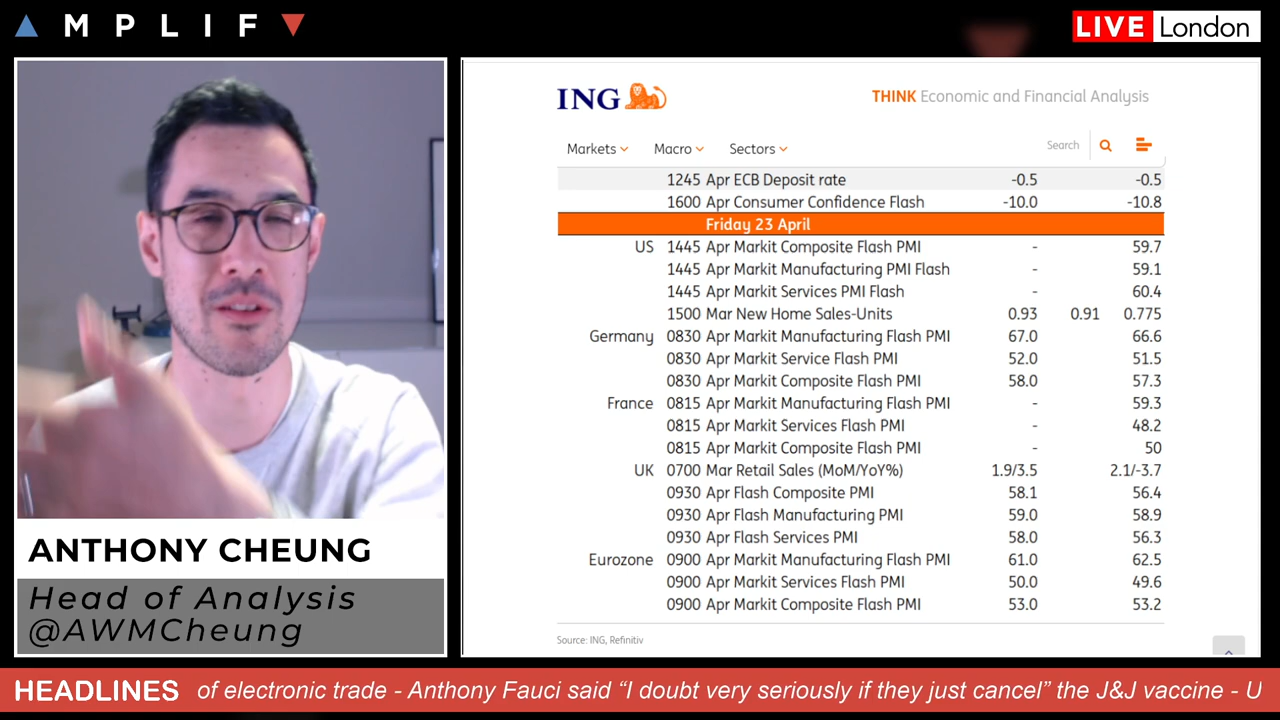 AMPLIFY
LIVE London
ING
THINK Economic and Financial Analysis
Markets Macro Sectors Search
1245 Apr ECB Deposit rate -0.5 -0.5
1600 Apr Consumer Confidence Flash -10.0 -10.8
Friday 23 April
US 1445 Apr Markit Composite Flash PMI - 59.7
1445 Apr Markit Manufacturing PMI Flash - 59.1
1445 Apr Markit Services PMI Flash - 60.4
1500 Mar New Home Sales-Units 0.93 0.91 0.775
Germany 0830 Apr Markit Manufacturing Flash PMI 67.0 66.6
0830 Apr Markit Service Flash PMI 52.0 51.5
0830 Apr Markit Composite Flash PMI 58.0 57.3
France 0815 Apr Markit Manufacturing Flash PMI - 59.3
0815 Apr Markit Services Flash PMI - 48.2
0815 Apr Markit Composite Flash PMI - 50
UK 0700 Mar Retail Sales (MoM/YoY%) 1.9/3.5 2.1/-3.7
0930 Apr Flash Composite PMI 58.1 56.4
0930 Apr Flash Manufacturing PMI 59.0 58.9
0930 Apr Flash Services PMI 58.0 56.3
Eurozone 0900 Apr Markit Manufacturing Flash PMI 61.0 62.5
0900 Apr Markit Services Flash PMI 50.0 49.6
0900 Apr Markit Composite Flash PMI 53.0 53.2
Source: ING, Refinitiv
ANTHONY CHEUNG
Head of Analysis
@AWMCheung
HEADLINES of electronic trade - Anthony Fauci said “I doubt very seriously if they just cancel” the J&J vaccine - U